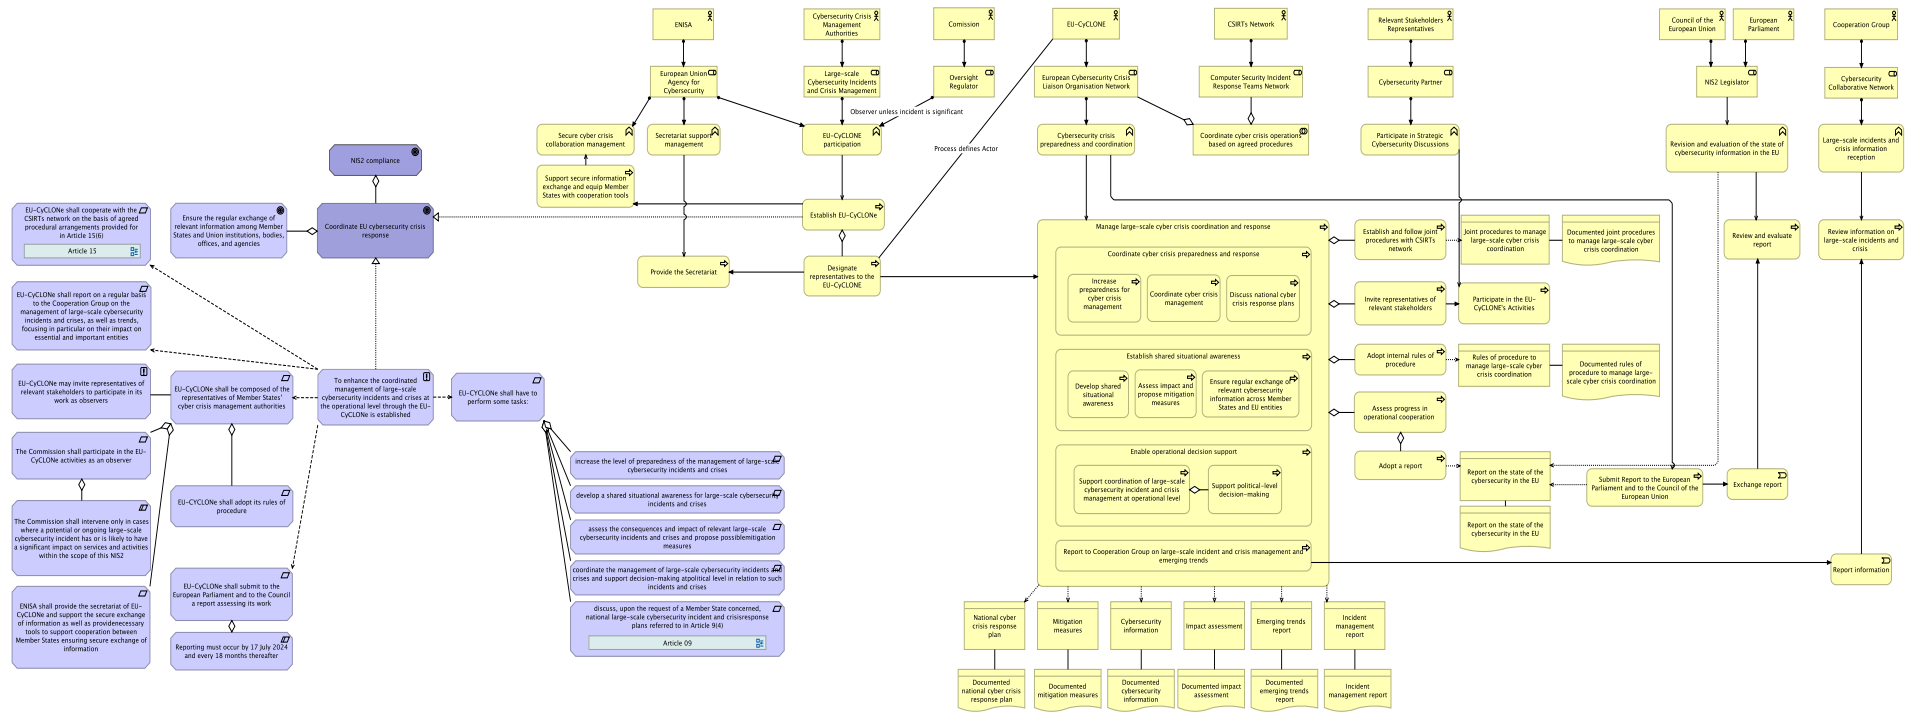 ENISA
Cybersecurity Crisis
Management
Authorities
Comission
EU-CyCLONE
CSIRTs Network
Relevant Stakeholders
Representatives
Council of the
European Union
European
Parliament
Cooperation Group
European Union
Agency for
Cybersecurity
Large-scale
Cybersecurity Incidents
and Crisis Management
Oversight
Regulator
European Cybersecurity Crisis
Liaison Organisation Network
Computer Security Incident
Response Teams Network
Cybersecurity Partner
NIS2 Legislator
Cybersecurity
Collaborative Network
Observer unless incident is significant
Secure cyber crisis
collaboration management
Secretariat support
management
EU-CyCLONE
participation
Cybersecurity crisis
preparedness and coordination
Coordinate cyber crisis operations
based on agreed procedures
Participate in Strategic
Cybersecurity Discussions
Revision and evaluation of the state of
cybersecurity information in the EU
Large-scale incidents and
crisis information
reception
Process defines Actor
NIS2 compliance
Support secure information
exchange and equip Member
States with cooperation tools
EU-CyCLONe shall cooperate with the
CSIRTs network on the basis of agreed
procedural arrangements provided for
in Article 15(6)
Article 15
Ensure the regular exchange of
relevant information among Member
States and Union institutions, bodies,
offices, and agencies
Coordinate EU cybersecurity crisis
response
Establish EU-CyCLONe
Manage large-scale cyber crisis coordination and response
Establish and follow joint
procedures with CSIRTs
network
Joint procedures to manage
large-scale cyber crisis
coordination
Documented joint procedures
to manage large-scale cyber
crisis coordination
Review and evaluate
report
Review information on
large-scale incidents and
crisis
Provide the Secretariat
Designate
representatives to the
EU-CyCLONE
Coordinate cyber crisis preparedness and response
Increase
preparedness for
cyber crisis
management
Coordinate cyber crisis
management
Discuss national cyber
crisis response plans
Invite representatives of
relevant stakeholders
Participate in the EU-
CyCLONE's Activities
EU-CyCLONe shall report on a regular basis
to the Cooperation Group on the
management of large-scale cybersecurity
incidents and crises, as well as trends,
focusing in particular on their impact on
essential and important entities
Establish shared situational awareness
Develop shared
situational
awareness
Assess impact and
propose mitigation
measures
Ensure regular exchange of
relevant cybersecurity
information across Member
States and EU entities
Adopt internal rules of
procedure
Rules of procedure to
manage large-scale cyber
crisis coordination
Documented rules of
procedure to manage large-
scale cyber crisis coordination
EU-CyCLONe may invite representatives of
relevant stakeholders to participate in its
work as observers
EU-CyCLONe shall be composed of the
representatives of Member States'
cyber crisis management authorities
To enhance the coordinated
management of large-scale
cybersecurity incidents and crises at
the operational level through the EU-
CyCLONe is established
EU-CYCLONe shall have to
perform some tasks:
Assess progress in
operational cooperation
The Commission shall participate in the EU-
CyCLONe activities as an observer
Enable operational decision support
Support coordination of large-scale
cybersecurity incident and crisis
management at operational level
Support political-level
decision-making
Adopt a report
Report on the state of the
cybersecurity in the EU
Submit Report to the European
Parliament and to the Council of the
European Union
Exchange report
increase the level of preparedness of the management of large-scale
cybersecurity incidents and crises
develop a shared situational awareness for large-scale cybersecurity
incidents and crises
EU-CYCLONe shall adopt its rules of
procedure
The Commission shall intervene only in cases
where a potential or ongoing large-scale
cybersecurity incident has or is likely to have
a significant impact on services and activities
within the scope of this NIS2
assess the consequences and impact of relevant large-scale
cybersecurity incidents and crises and propose possiblemitigation
measures
Report on the state of the
cybersecurity in the EU
Report to Cooperation Group on large-scale incident and crisis management and
emerging trends
Report information
coordinate the management of large-scale cybersecurity incidents and
crises and support decision-making atpolitical level in relation to such
incidents and crises
EU-CyCLONe shall submit to the
European Parliament and to the Council
a report assessing its work
ENISA shall provide the secretariat of EU-
CyCLONe and support the secure exchange
of information as well as providenecessary
tools to support cooperation between
Member States ensuring secure exchange of
information
discuss, upon the request of a Member State concerned,
national large-scale cybersecurity incident and crisisresponse
plans referred to in Article 9(4)
Article 09
Reporting must occur by 17 July 2024
and every 18 months thereafter
National cyber
crisis response
plan
Mitigation
measures
Cybersecurity
information
Impact assessment
Emerging trends
report
Incident
management
report
Documented
national cyber crisis
response plan
Documented
mitigation measures
Documented
cybersecurity
information
Documented impact
assessment
Documented
emerging trends
report
Incident
management report